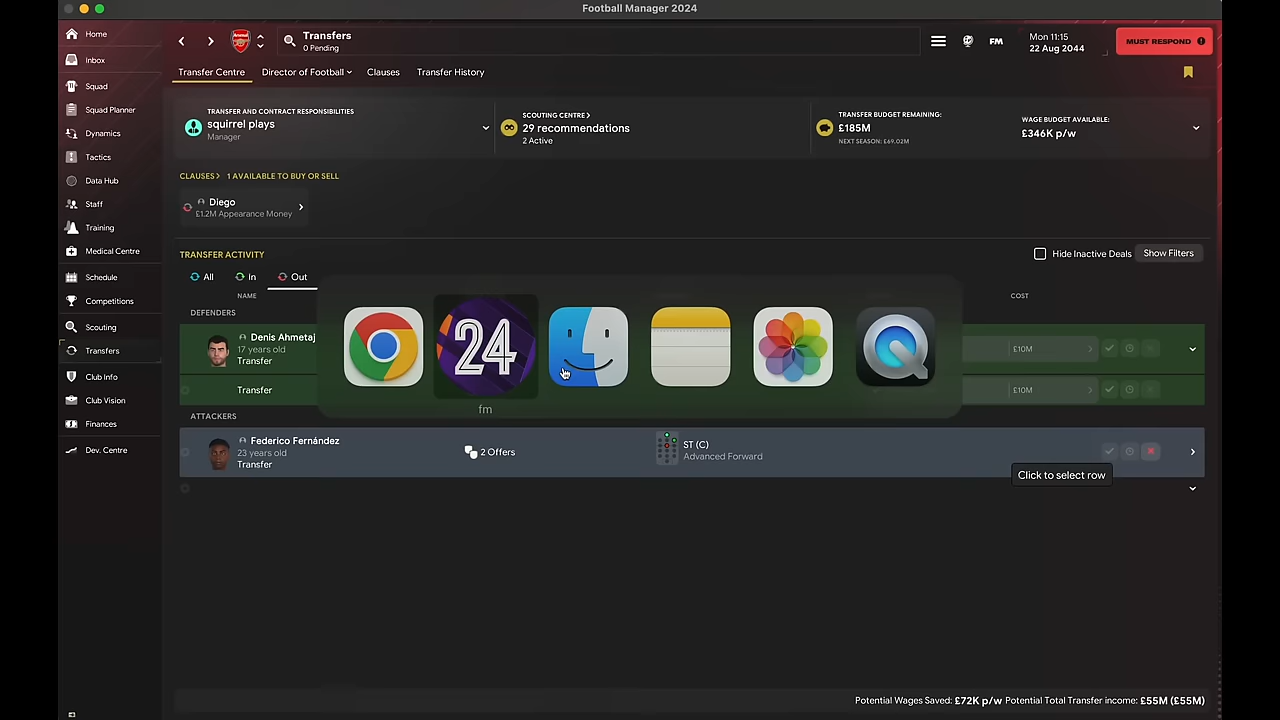 Football Manager 2024
Home
Inbox
Squad
Squad Planner
Dynamics
Tactics
Data Hub
Staff
Training
Medical Centre
Schedule
Competitions
Scouting
Transfers
Club Info
Club Vision
Finances
Dev. Centre
Transfers
0 Pending
FM
Mon 11:15
22 Aug 2044
MUST RESPOND
Transfer Centre
Director of Football
Clauses
Transfer History
TRANSFER AND CONTRACT RESPONSIBILITIES
squirrel plays
Manager
SCOUTING CENTRE >
29 recommendations
2 Active
TRANSFER BUDGET REMAINING:
£185M
NEXT SEASON: £69.02M
WAGE BUDGET AVAILABLE:
£346K p/w
CLAUSES > 1 AVAILABLE TO BUY OR SELL
Diego
£1.2M Appearance Money
TRANSFER ACTIVITY
Hide Inactive Deals
Show Filters
All
In
Out
NAME
COST
DEFENDERS
Denis Ahmetaj
17 years old
Transfer
£10M
Transfer
£10M
24
fm
ATTACKERS
Federico Fernández
23 years old
Transfer
2 Offers
ST (C)
Advanced Forward
Click to select row
Potential Wages Saved: £72K p/w Potential Total Transfer income: £55M (£55M)